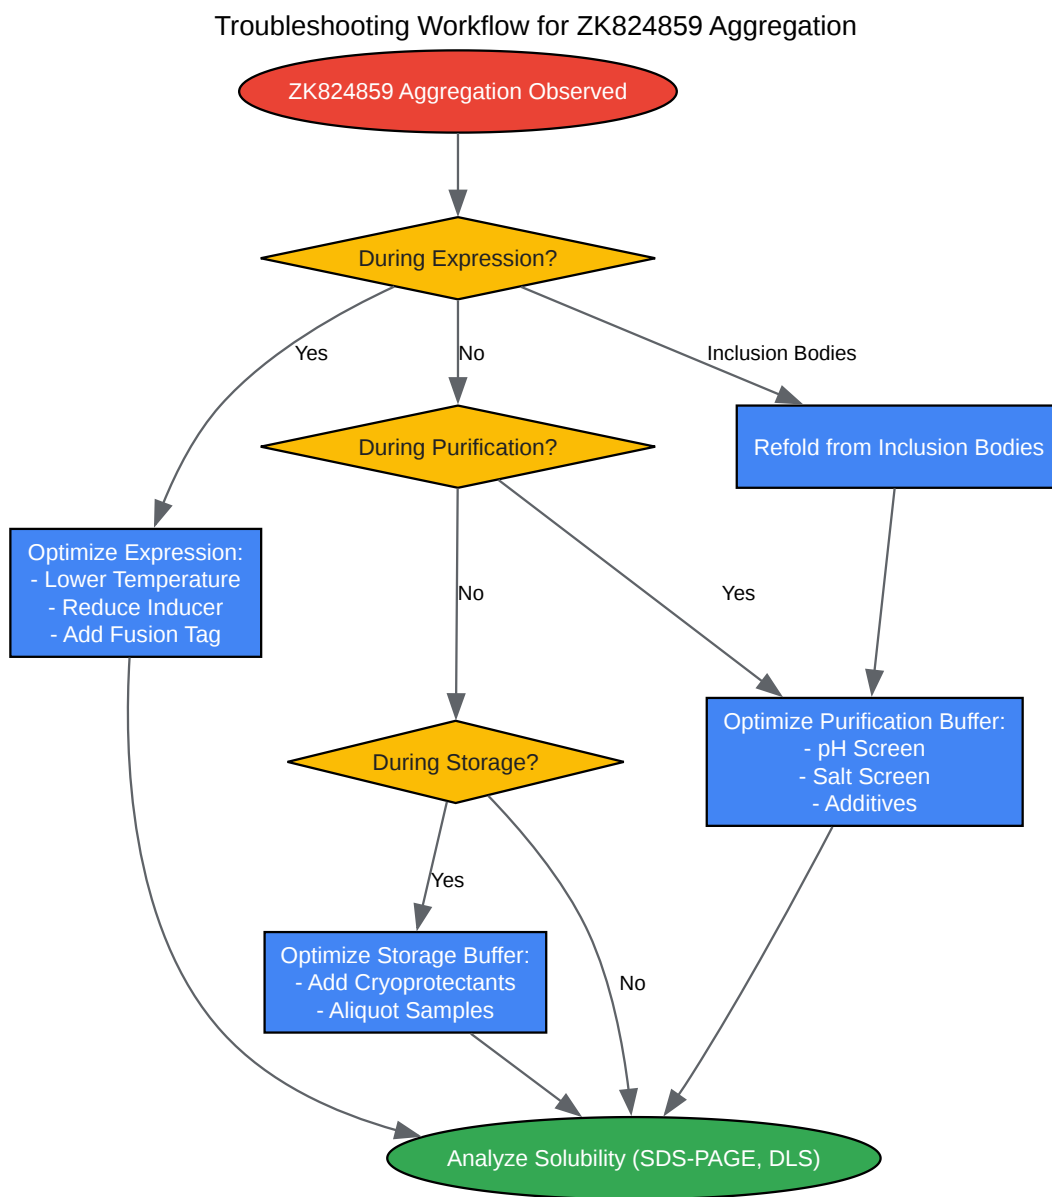 Troubleshooting Workflow for ZK824859 Aggregation
ZK824859 Aggregation Observed
During Expression?
Yes
No
Inclusion Bodies
During Purification?
Refold from Inclusion Bodies
Optimize Expression:
- Lower Temperature
- Reduce Inducer
- Add Fusion Tag
No
Yes
Optimize Purification Buffer:
- pH Screen
- Salt Screen
- Additives
During Storage?
Yes
No
Optimize Storage Buffer:
- Add Cryoprotectants
- Aliquot Samples
Analyze Solubility (SDS-PAGE, DLS)